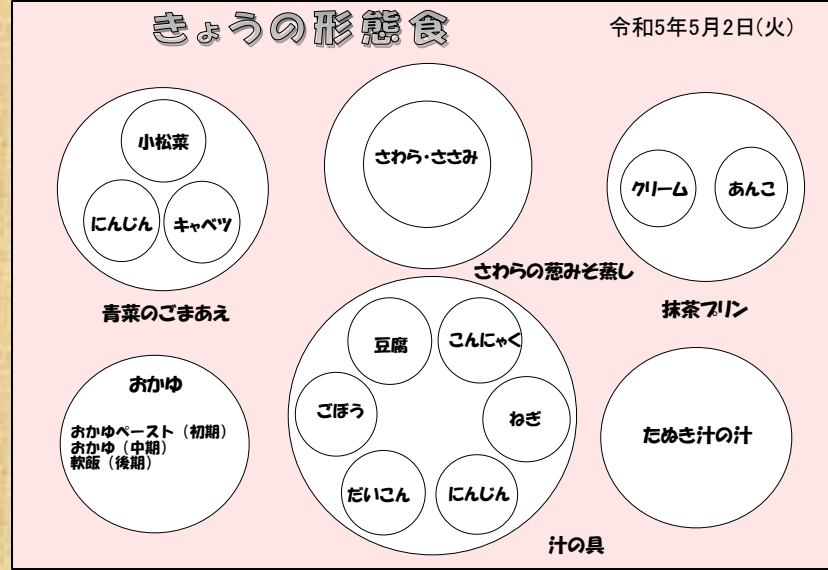 きょうの形態食
令和5年5月2日(火)
小松菜
にんじん
キャベツ
青菜のごまあえ
さわら・ささみ
さわらの葱みそ蒸し
クリーム
あんこ
抹茶プリン
おかゆ
おかゆペースト（初期）
おかゆ（中期）
軟飯（後期）
豆腐
こんにゃく
ごぼう
ねぎ
だいこん
にんじん
汁の具
たぬき汁の汁